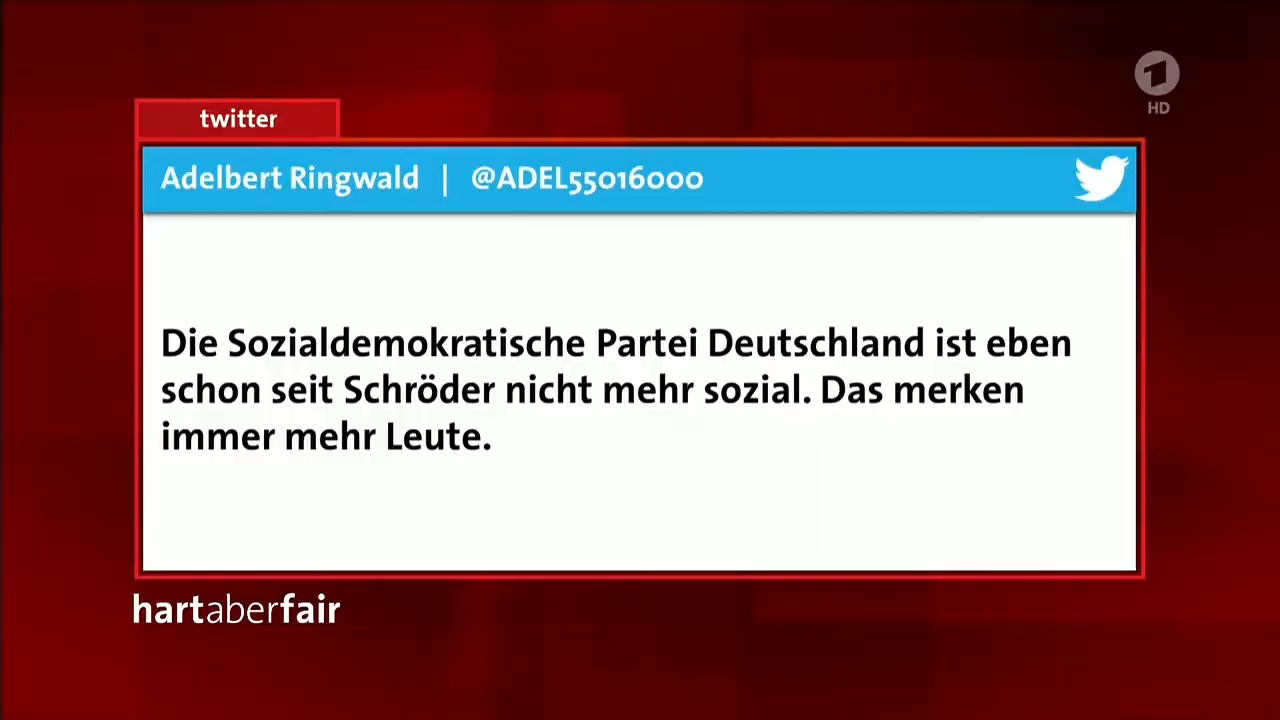 HD
twitter
Adelbert Ringwald | @ADEL55016000
Die Sozialdemokratische Partei Deutschland ist eben
schon seit Schröder nicht mehr sozial. Das merken
immer mehr Leute.
hartaberfair